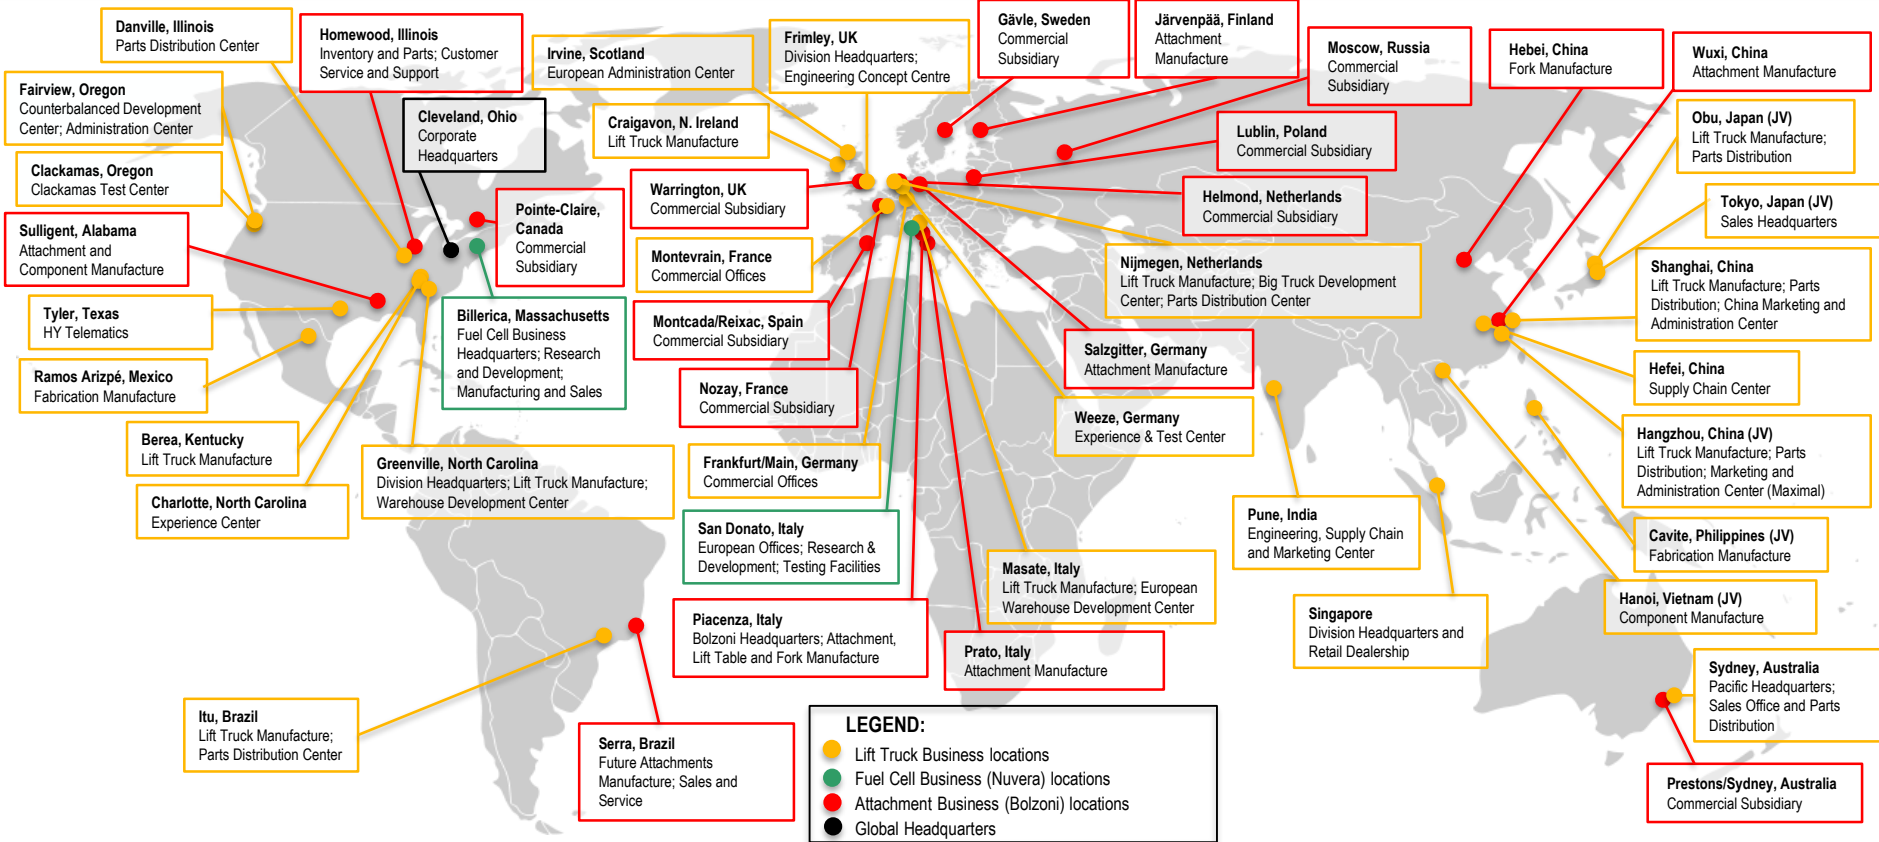 Danville, Illinois
Parts Distribution Center
Homewood, Illinois
Inventory and Parts; Customer
Service and Support
Fairview, Oregon
Counterbalanced Development
Center; Administration Center
Cleveland, Ohio
Corporate
Headquarters
Clackamas, Oregon
Clackamas Test Center
Sulligent, Alabama
Attachment and
Component Manufacture
Pointe-Claire,
Canada
Commercial
Subsidiary
Tyler, Texas
HY Telematics
Billerica, Massachusetts
Fuel Cell Business
Headquarters; Research
and Development;
Manufacturing and Sales
Ramos Arizpé, Mexico
Fabrication Manufacture
Berea, Kentucky
Lift Truck Manufacture
Charlotte, North Carolina
Experience Center
Greenville, North Carolina
Division Headquarters; Lift Truck Manufacture;
Warehouse Development Center
Itu, Brazil
Lift Truck Manufacture;
Parts Distribution Center
Serra, Brazil
Future Attachments
Manufacture; Sales and
Service
Irvine, Scotland
European Administration Center
Frimley, UK
Division Headquarters;
Engineering Concept Centre
Craigavon, N. Ireland
Lift Truck Manufacture
Warrington, UK
Commercial Subsidiary
Montevrain, France
Commercial Offices
Montcada/Reixac, Spain
Commercial Subsidiary
Nozay, France
Commercial Subsidiary
Frankfurt/Main, Germany
Commercial Offices
San Donato, Italy
European Offices; Research &
Development; Testing Facilities
Piacenza, Italy
Bolzoni Headquarters; Attachment,
Lift Table and Fork Manufacture
Gävle, Sweden
Commercial
Subsidiary
Järvenpää, Finland
Attachment
Manufacture
Moscow, Russia
Commercial
Subsidiary
Lublin, Poland
Commercial Subsidiary
Helmond, Netherlands
Commercial Subsidiary
Nijmegen, Netherlands
Lift Truck Manufacture; Big Truck Development
Center; Parts Distribution Center
Salzgitter, Germany
Attachment Manufacture
Weeze, Germany
Experience & Test Center
Masate, Italy
Lift Truck Manufacture; European
Warehouse Development Center
Prato, Italy
Attachment Manufacture
Hebei, China
Fork Manufacture
Wuxi, China
Attachment Manufacture
Obu, Japan (JV)
Lift Truck Manufacture;
Parts Distribution
Tokyo, Japan (JV)
Sales Headquarters
Shanghai, China
Lift Truck Manufacture; Parts
Distribution; China Marketing and
Administration Center
Hefei, China
Supply Chain Center
Hangzhou, China (JV)
Lift Truck Manufacture; Parts
Distribution; Marketing and
Administration Center (Maximal)
Pune, India
Engineering, Supply Chain
and Marketing Center
Cavite, Philippines (JV)
Fabrication Manufacture
Hanoi, Vietnam (JV)
Component Manufacture
Singapore
Division Headquarters and
Retail Dealership
Sydney, Australia
Pacific Headquarters;
Sales Office and Parts
Distribution
Prestons/Sydney, Australia
Commercial Subsidiary
LEGEND:
Lift Truck Business locations
Fuel Cell Business (Nuvera) locations
Attachment Business (Bolzoni) locations
Global Headquarters